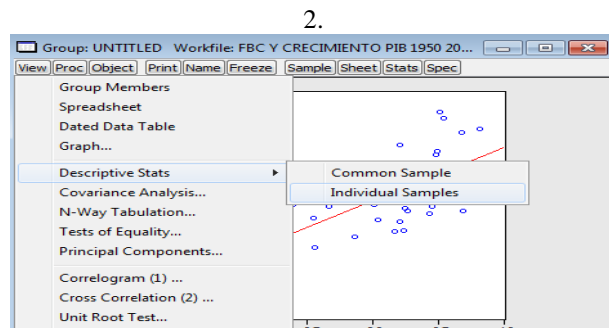 2.
Group: UNTITLED Workfile: FBC Y CRECIMIENTO PIB 1950 20...
View Proc Object Print Name Freeze Sample Sheet Stats Spec
Group Members
Spreadsheet
Dated Data Table
Graph...
Descriptive Stats
Common Sample
Individual Samples
Covariance Analysis...
N-Way Tabulation...
Tests of Equality...
Principal Components...
Correlogram (1) ...
Cross Correlation (2) ...
Unit Root Test...